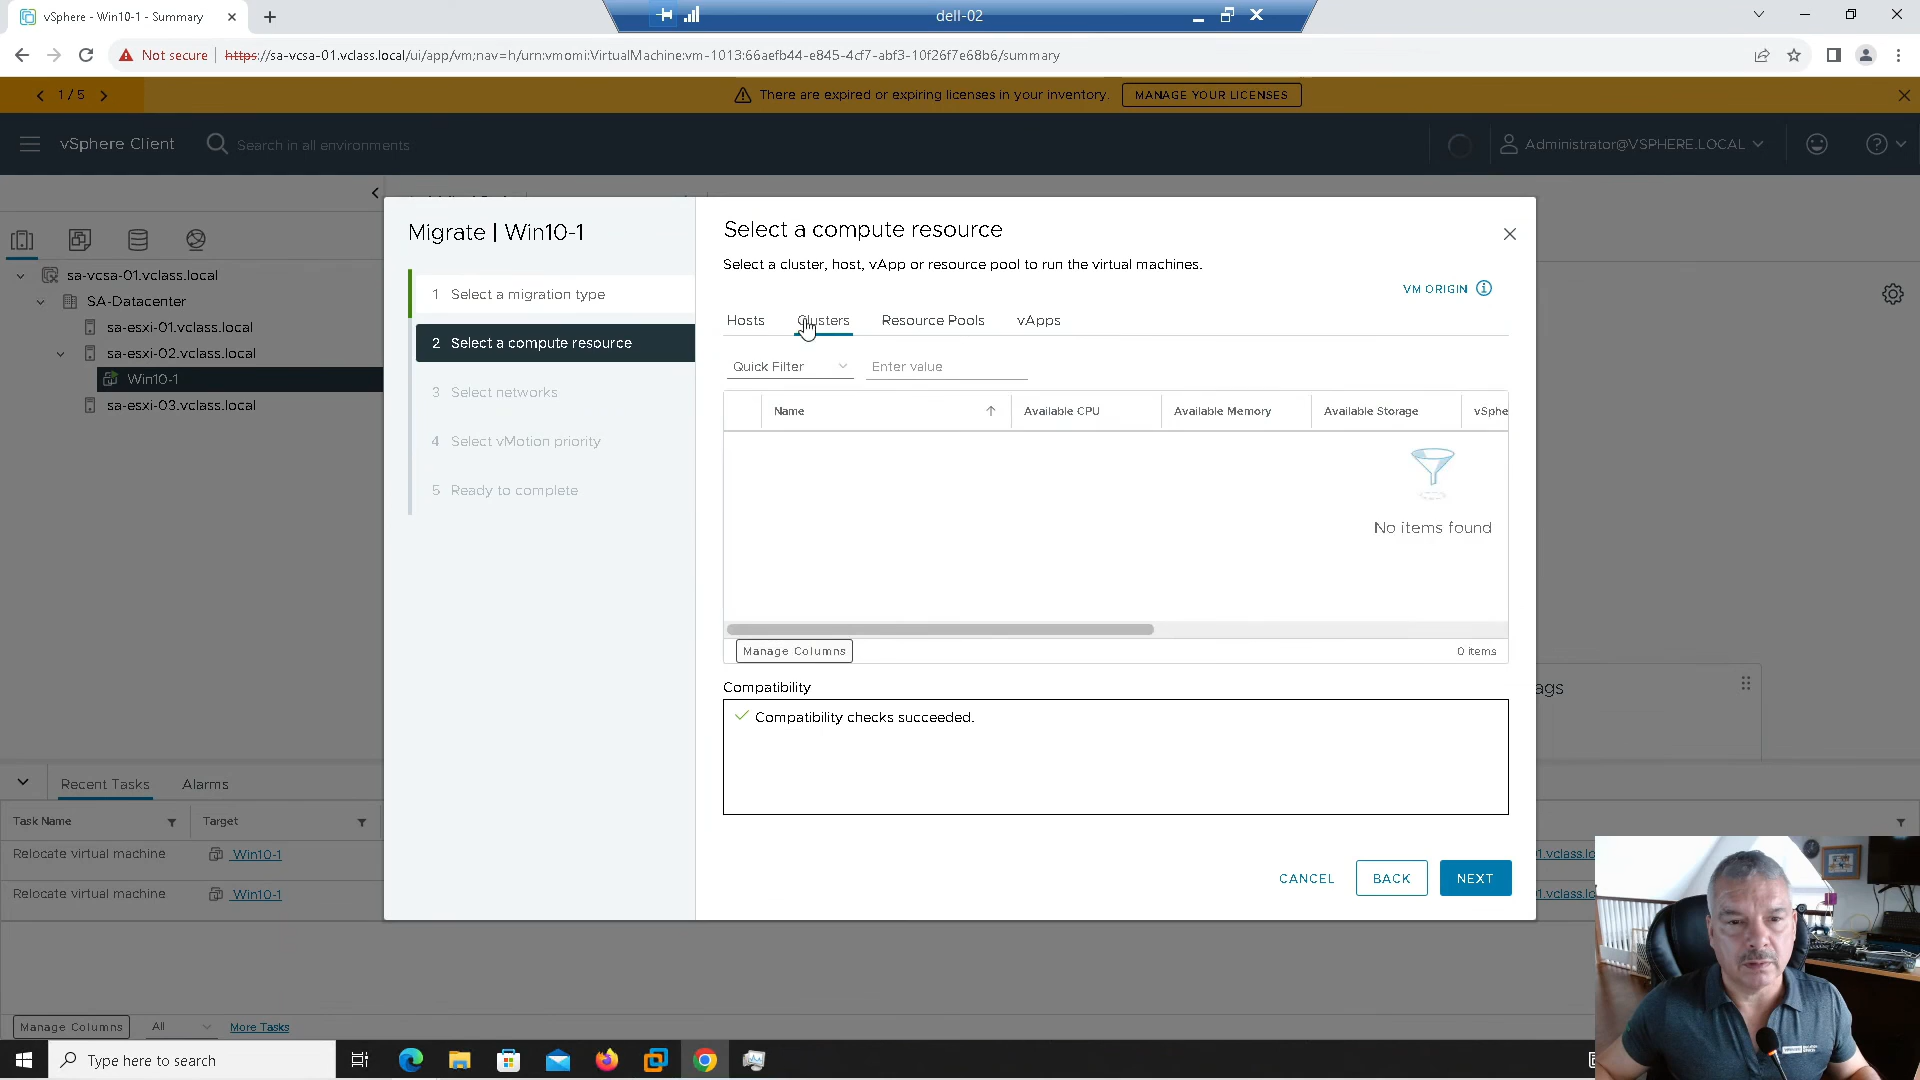 vSphere - Win10-1 - Summary
dell-02
Not secure
https://sa-vcsa-01.vclass.local/ui/app/vm;nav=h/urn:vmomi:VirtualMachine:vm-1013:66aefb44-e845-4cf7-abf3-10f26f7e68b6/summary
1 / 5
There are expired or expiring licenses in your inventory.
MANAGE YOUR LICENSES
vSphere Client
Search in all environments
Administrator@VSPHERE.LOCAL
sa-vcsa-01.vclass.local
SA-Datacenter
sa-esxi-01.vclass.local
sa-esxi-02.vclass.local
Win10-1
sa-esxi-03.vclass.local
Migrate | Win10-1
1 Select a migration type
2 Select a compute resource
3 Select networks
4 Select vMotion priority
5 Ready to complete
Select a compute resource
Select a cluster, host, vApp or resource pool to run the virtual machines.
VM ORIGIN
Hosts Clusters Resource Pools vApps
Quick Filter
Enter value
Name Available CPU Available Memory Available Storage vSphe
No items found
Manage Columns
0 items
Compatibility
Compatibility checks succeeded.
CANCEL BACK NEXT
ags
Recent Tasks Alarms
Task Name Target
Relocate virtual machine Win10-1
1.vclass.lo
Relocate virtual machine Win10-1
1.vclass.lo
Manage Columns All More Tasks
Type here to search